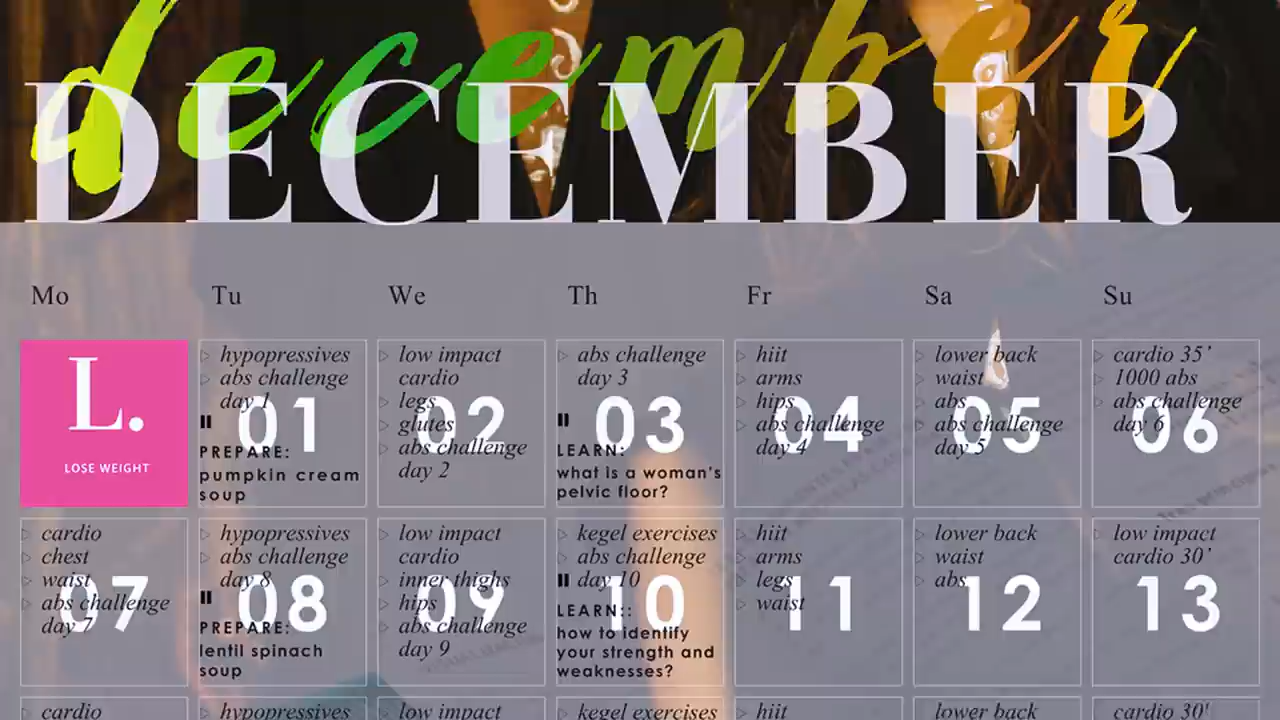 december
DECEMBER
Mo Tu We Th Fr Sa Su
L.
LOSE WEIGHT
01
hypopressives
abs challenge
day 1
PREPARE:
pumpkin cream
soup
02
low impact
cardio
legs
glutes
abs challenge
day 2
03
abs challenge
day 3
LEARN:
what is a woman's
pelvic floor?
04
hiit
arms
hips
abs challenge
day 4
05
lower back
waist
abs
abs challenge
day 5
06
cardio 35’
1000 abs
abs challenge
day 6
07
cardio
chest
waist
abs challenge
day 7
08
hypopressives
abs challenge
day 8
PREPARE:
lentil spinach
soup
09
low impact
cardio
inner thighs
hips
abs challenge
day 9
10
kegel exercises
abs challenge
day 10
LEARN::
how to identify
your strength and
weaknesses?
11
hiit
arms
legs
waist
12
lower back
waist
abs
13
low impact
cardio 30’
cardio
hypopressives
low impact
kegel exercises
hiit
lower back
cardio 30'